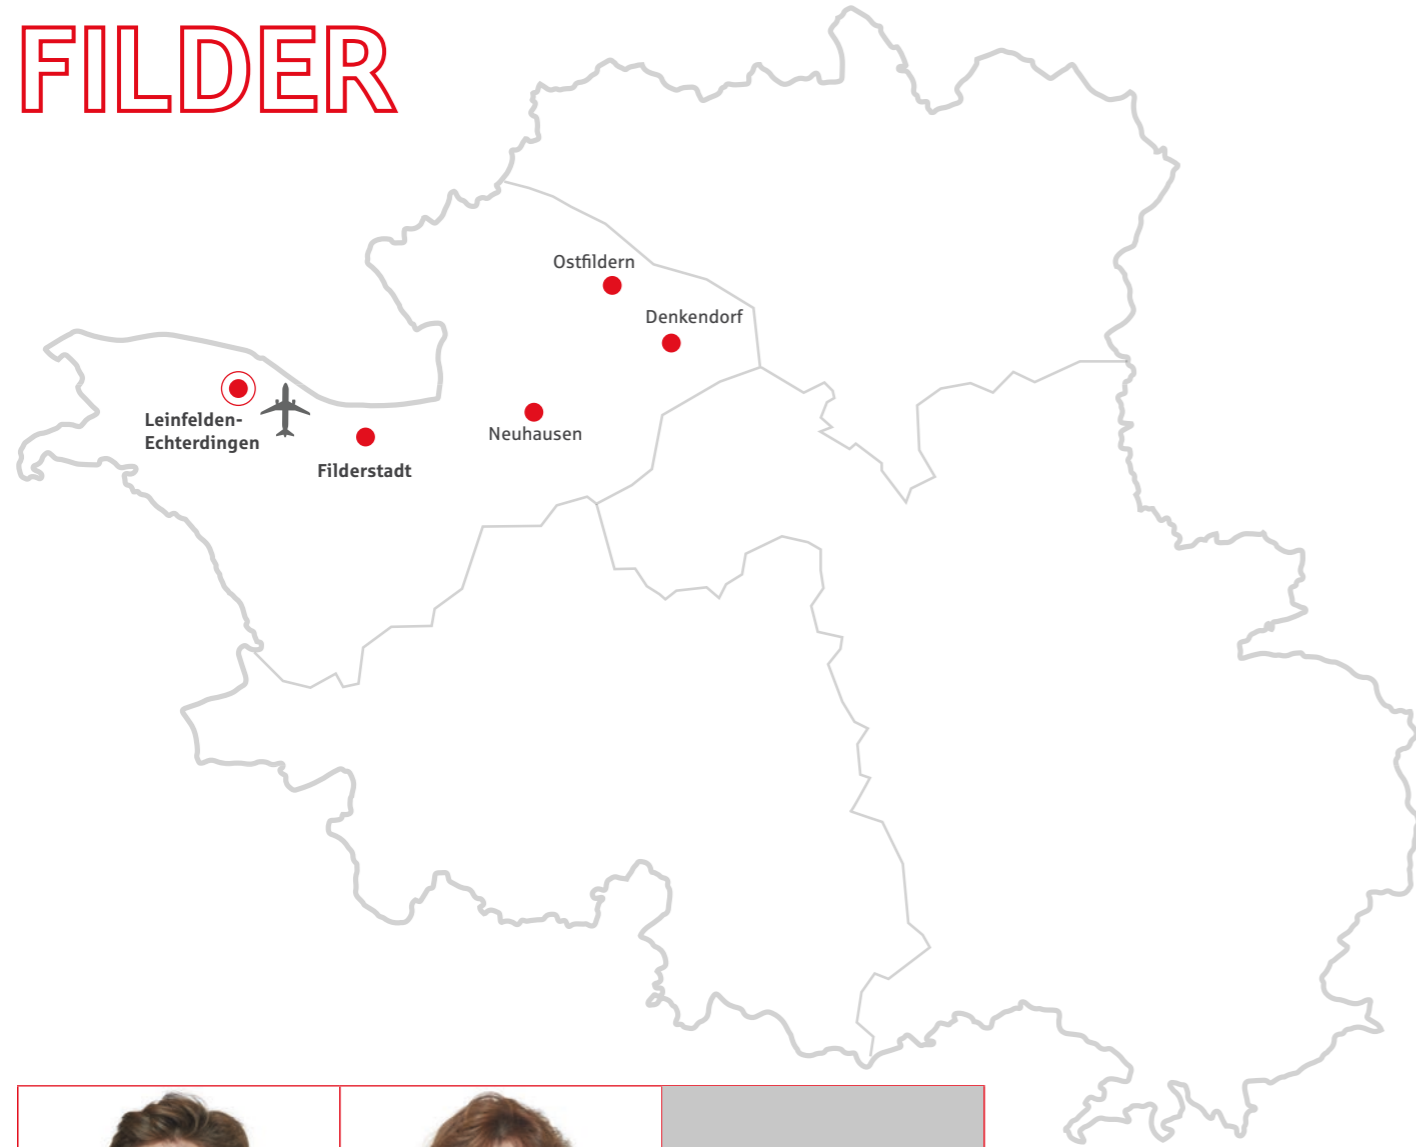 FILDER
Ostfildern
Denkendorf
Leinfelden-
Echterdingen
Neuhausen
Filderstadt